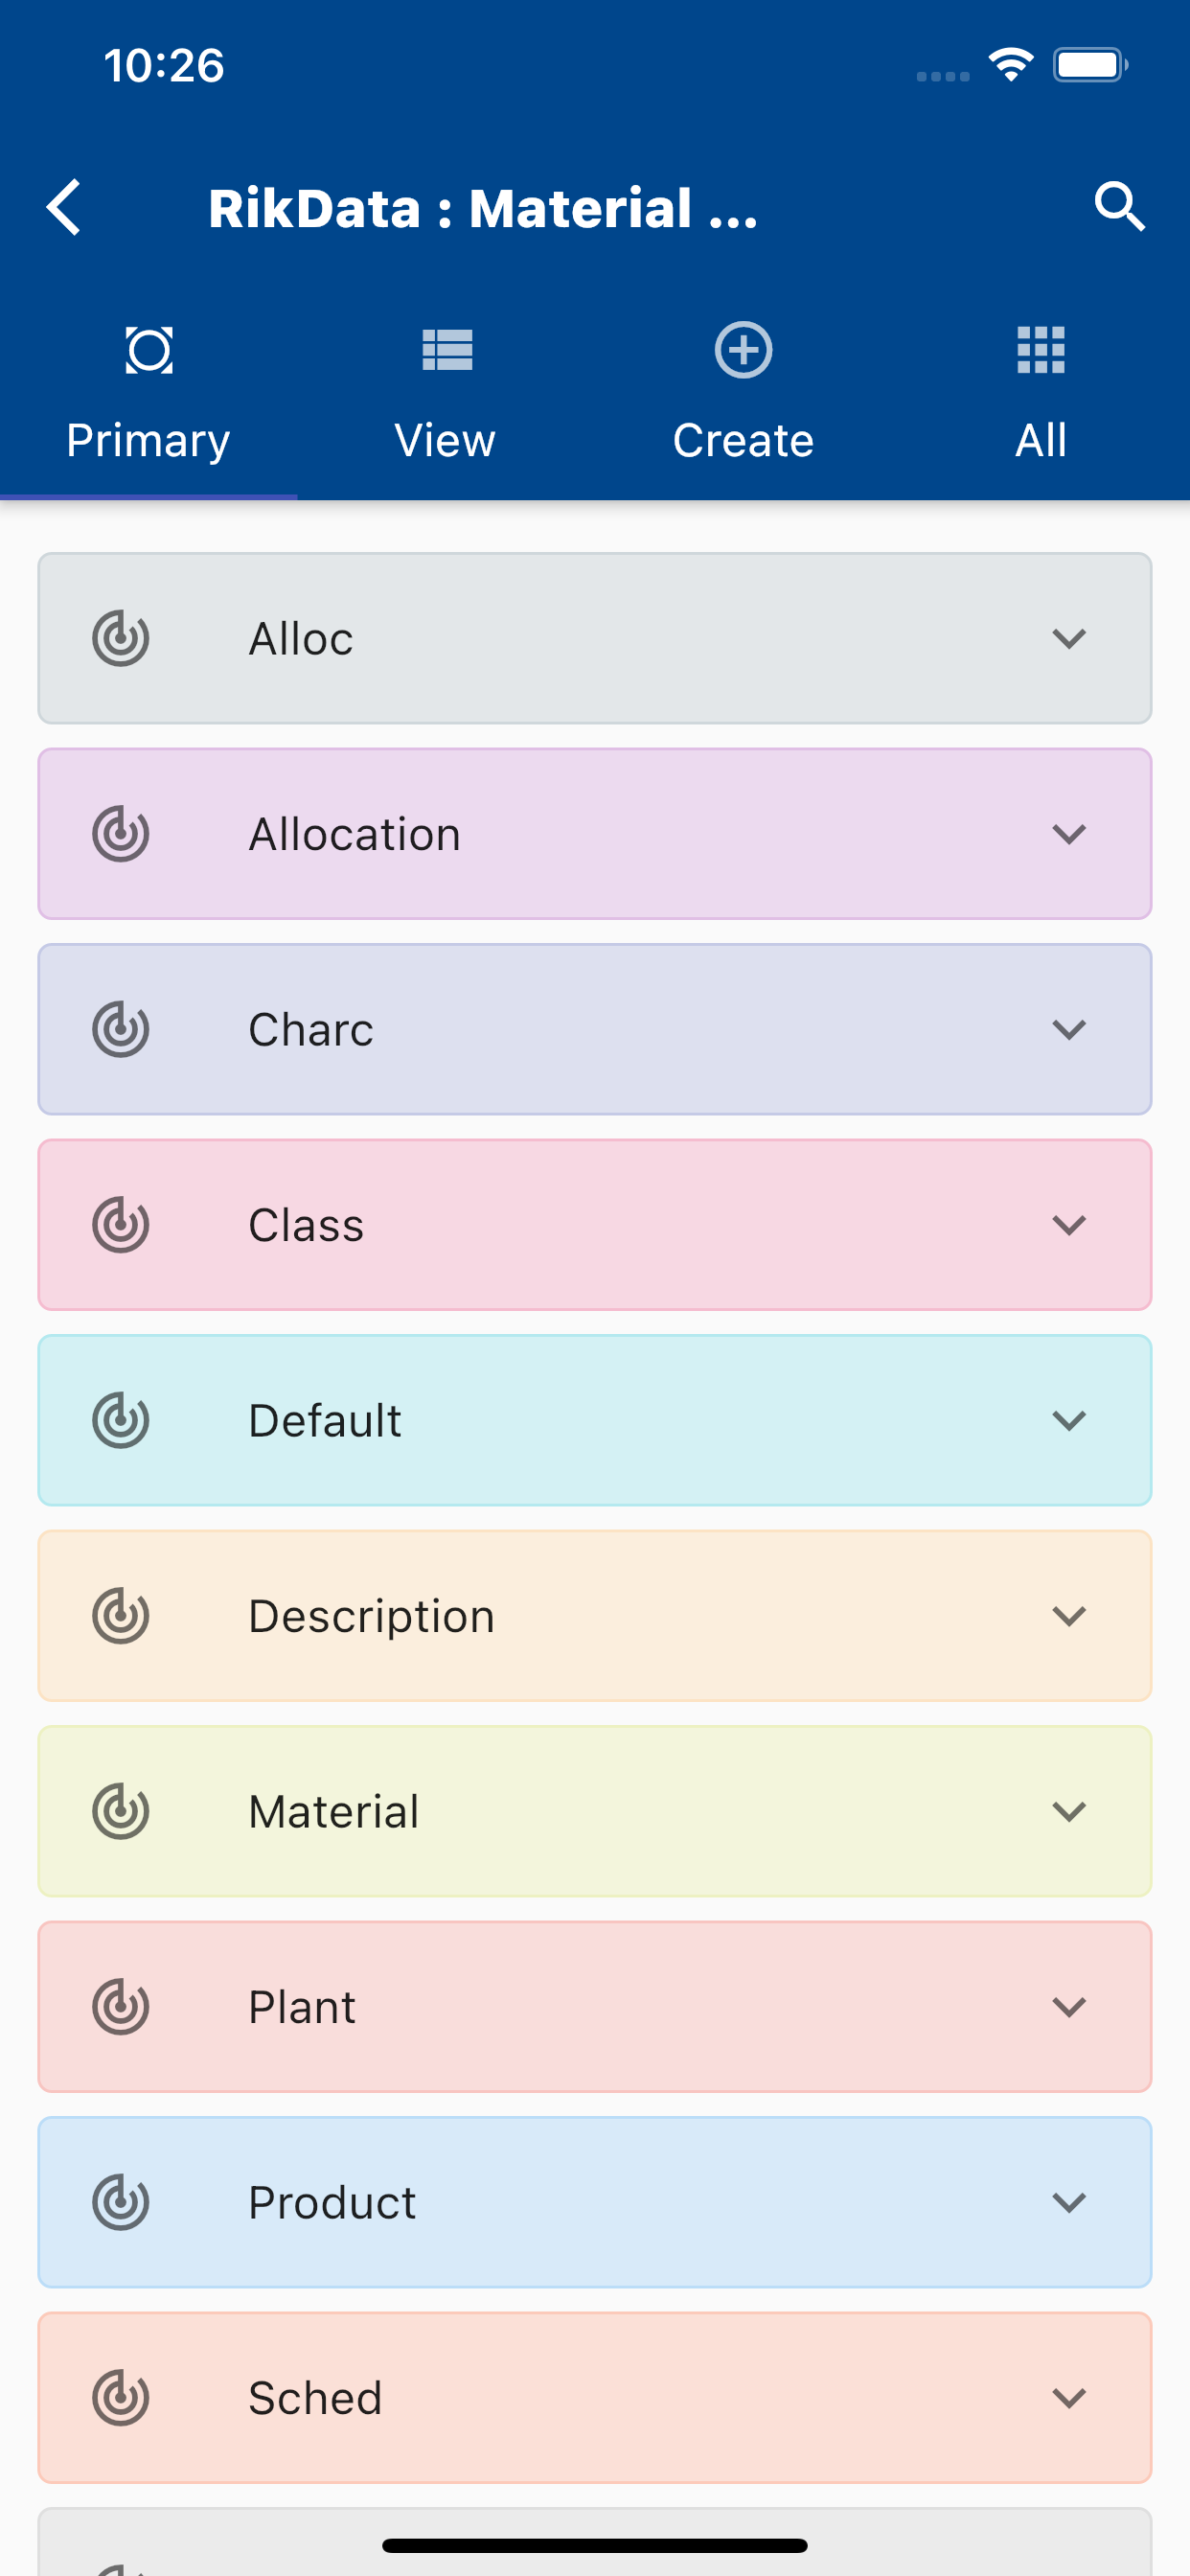 10:26
RikData : Material ...
Primary View Create All
Alloc
Allocation
Charc
Class
Default
Description
Material
Plant
Product
Sched